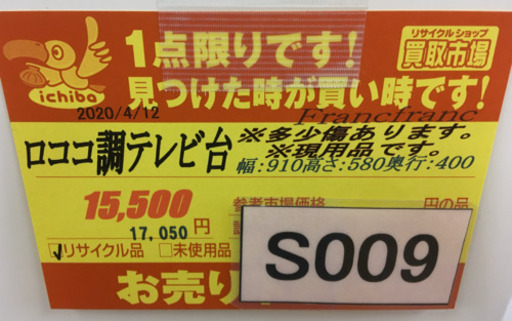 1点限りです!
リサイクル ショップ
買取市場
ichiba
見つけた時が買い時です!
2020/4/12
Francfranc
ロココ調テレビ台
※多少傷あります。
※現用品です。
幅:910高さ:580奥行:400
15,500
参考市場価格
円の品
17,050 円
リサイクル品 未使用品
S009
お売り